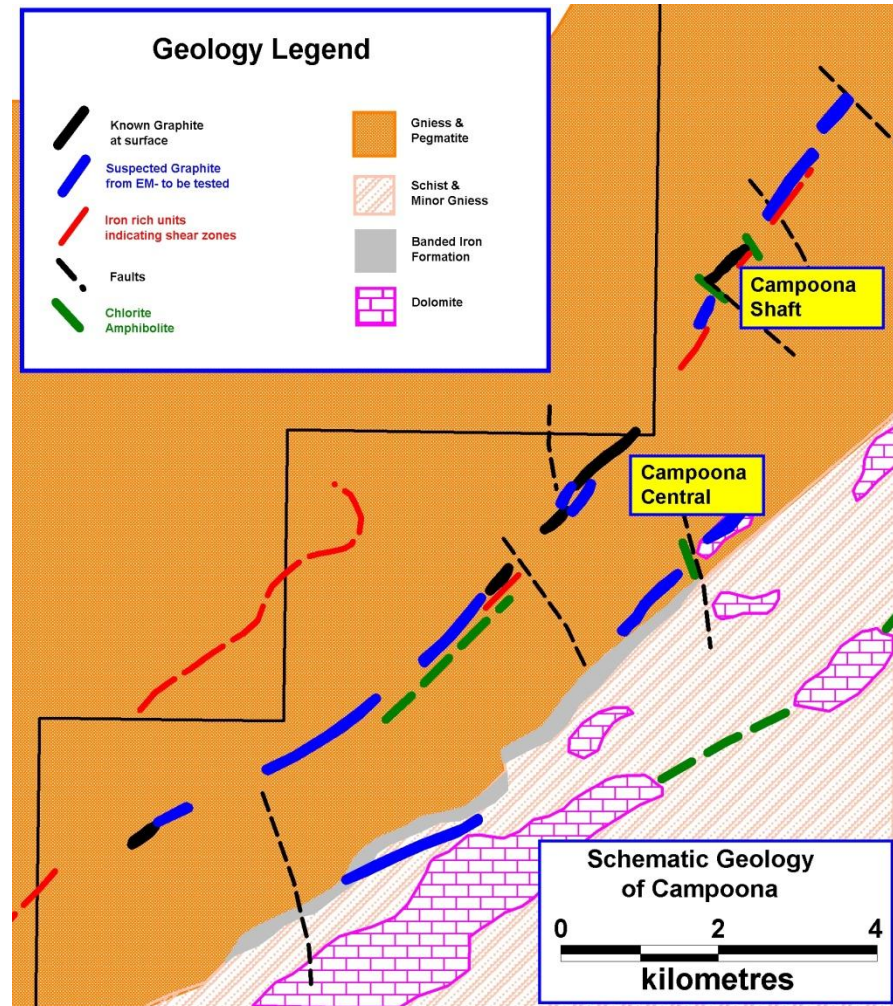 Geology Legend
Known Graphite
at surface
Suspected Graphite
from EM- to be tested
Iron rich units
indicating shear zones
Faults
Chlorite
Amphibolite
Gniess &
Pegmatite
Schist &
Minor Gniess
Banded Iron
Formation
Dolomite
Campoona
Shaft
Campoona
Central
Schematic Geology
of Campoona
0 2 4
kilometres